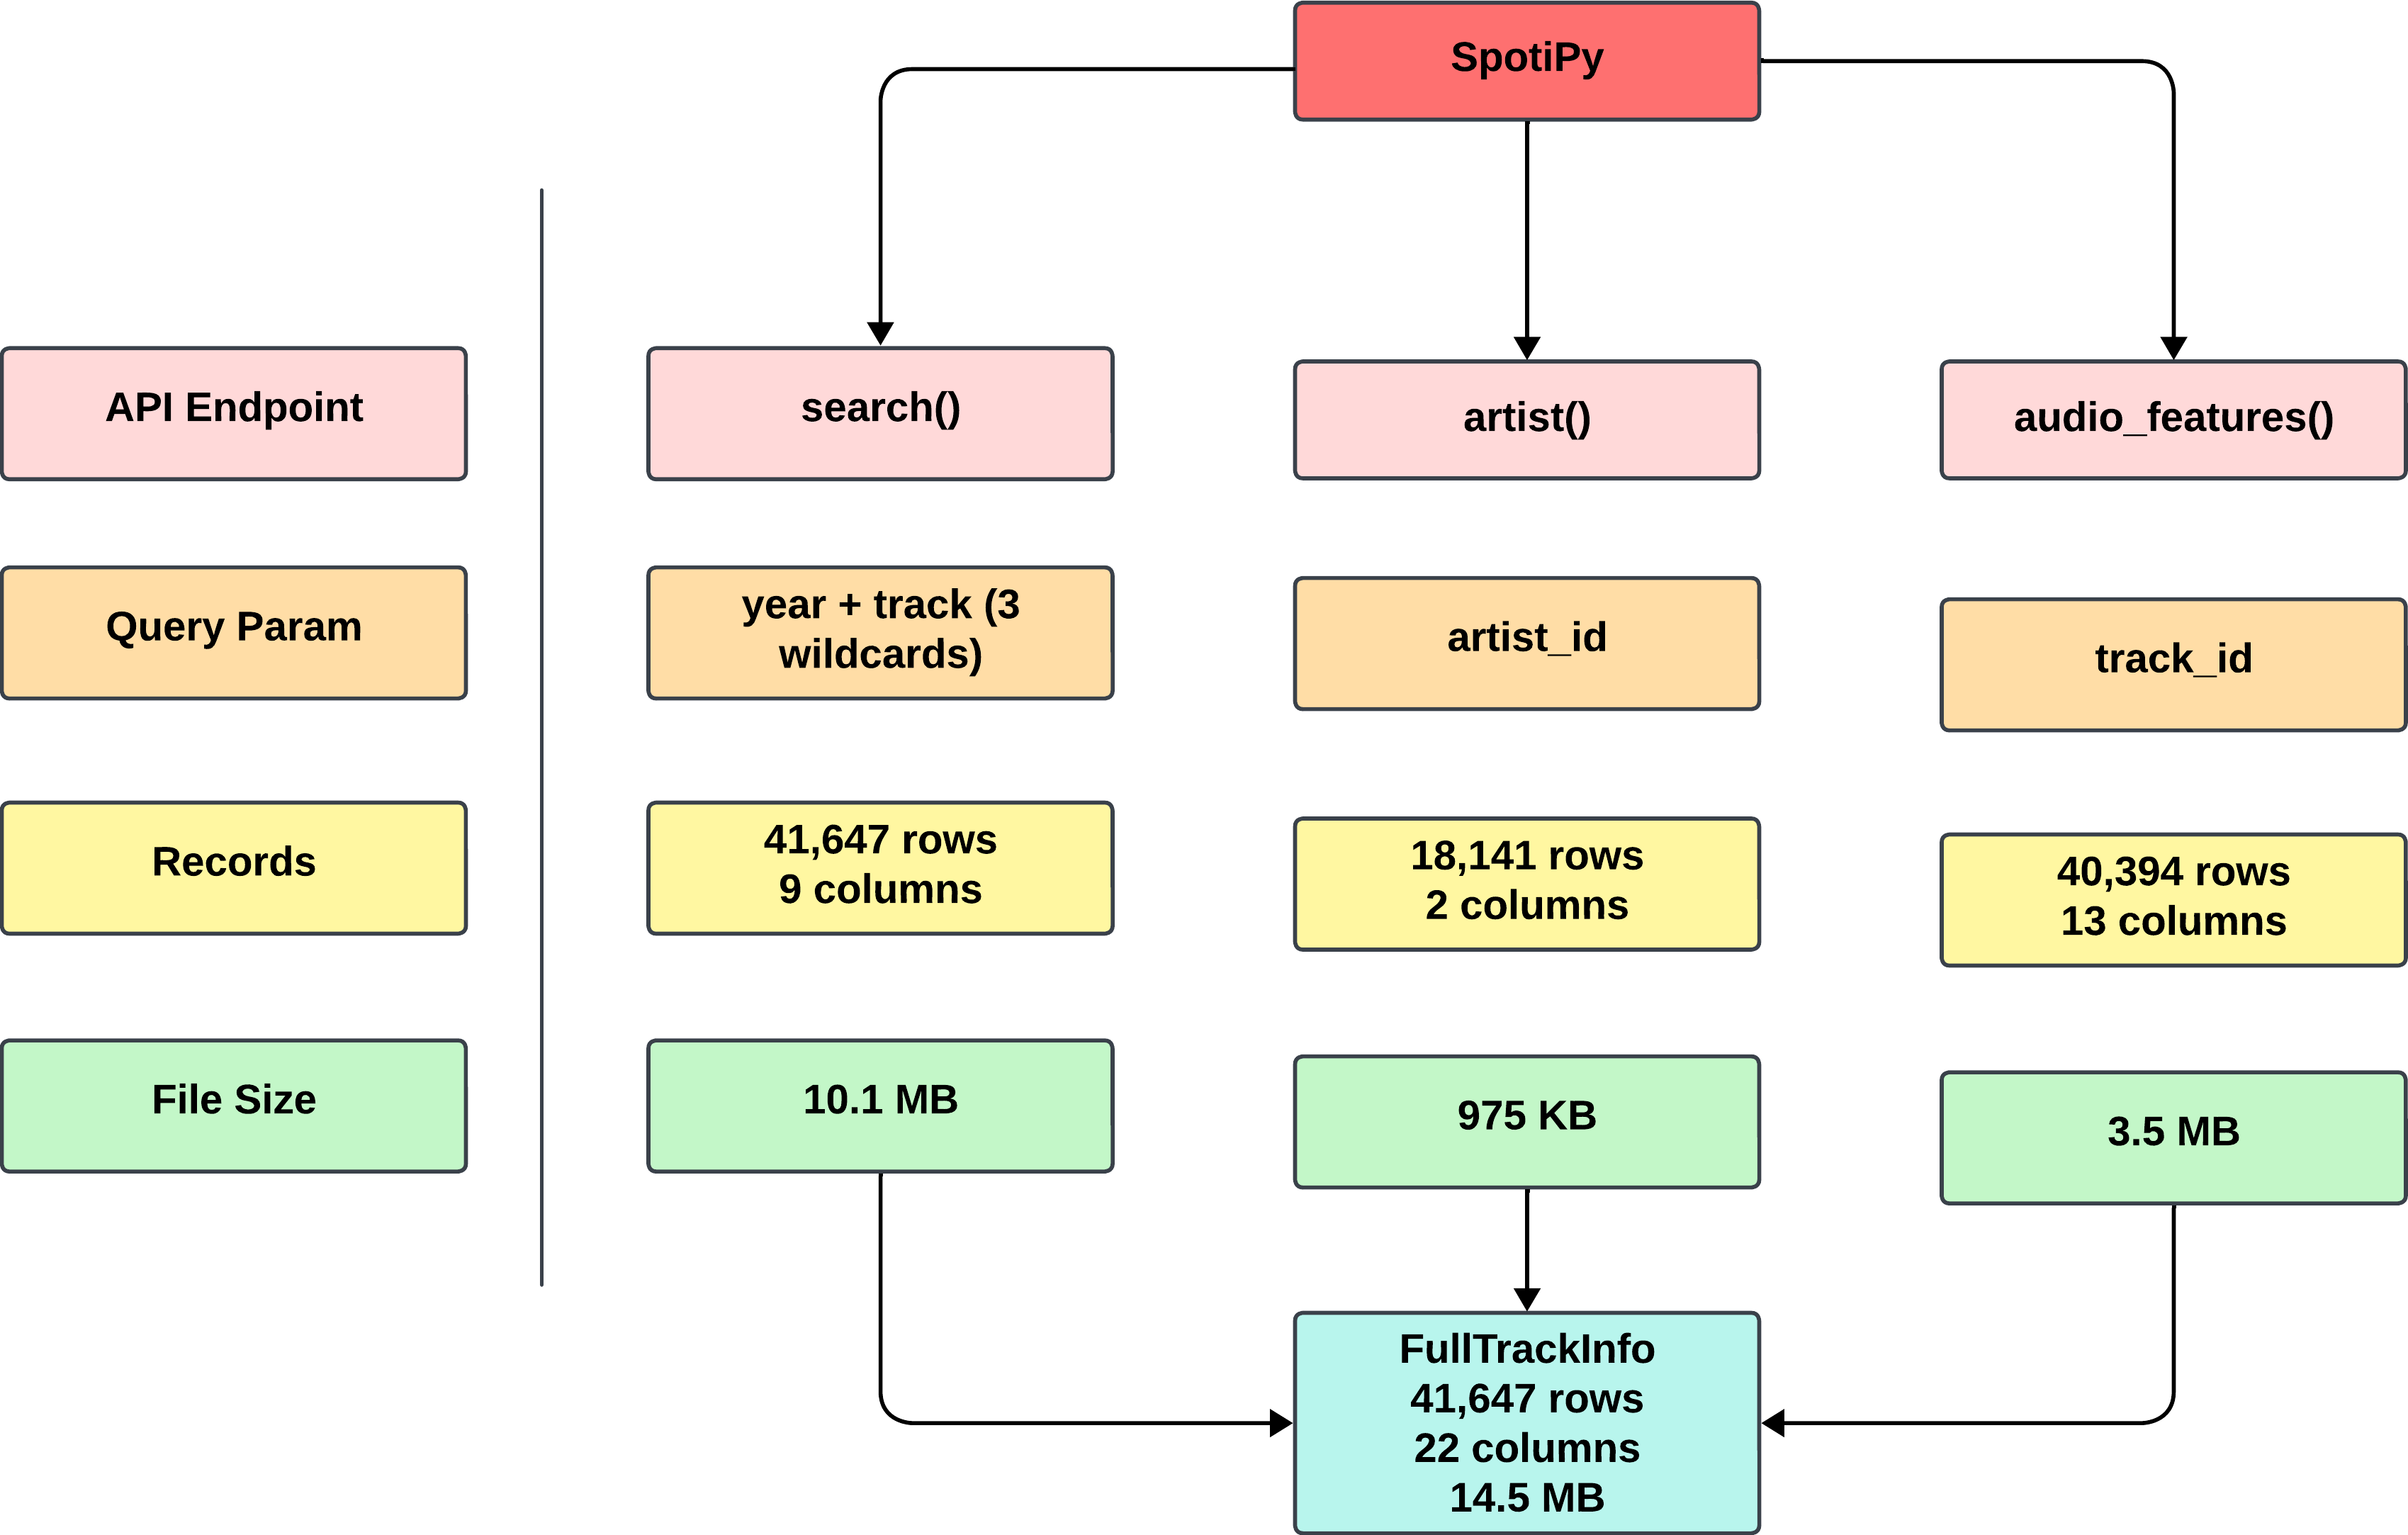 SpotiPy
API Endpoint
search()
artist()
audio_features()
Query Param
year + track (3
wildcards)
artist_id
track_id
Records
41,647 rows
9 columns
18,141 rows
2 columns
40,394 rows
13 columns
File Size
10.1 MB
975 KB
3.5 MB
FullTrackInfo
41,647 rows
22 columns
14.5 MB